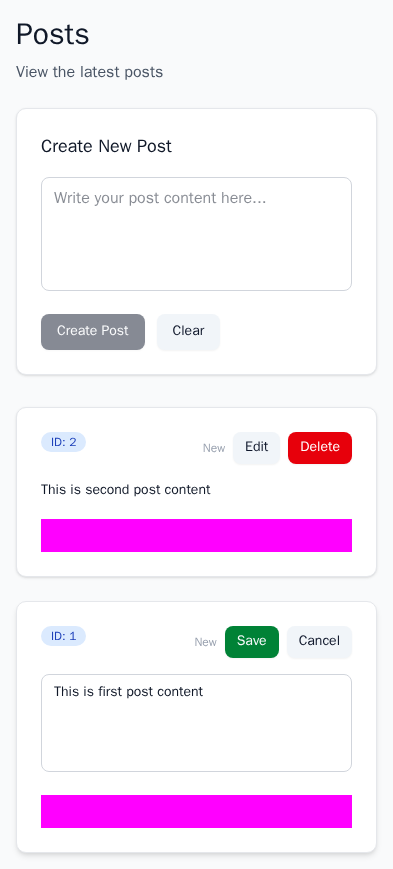 Posts
View the latest posts
Create New Post
Write your post content here...
Create Post Clear
ID: 2 New Edit Delete
This is second post content
ID: 1 New Save Cancel
This is first post content